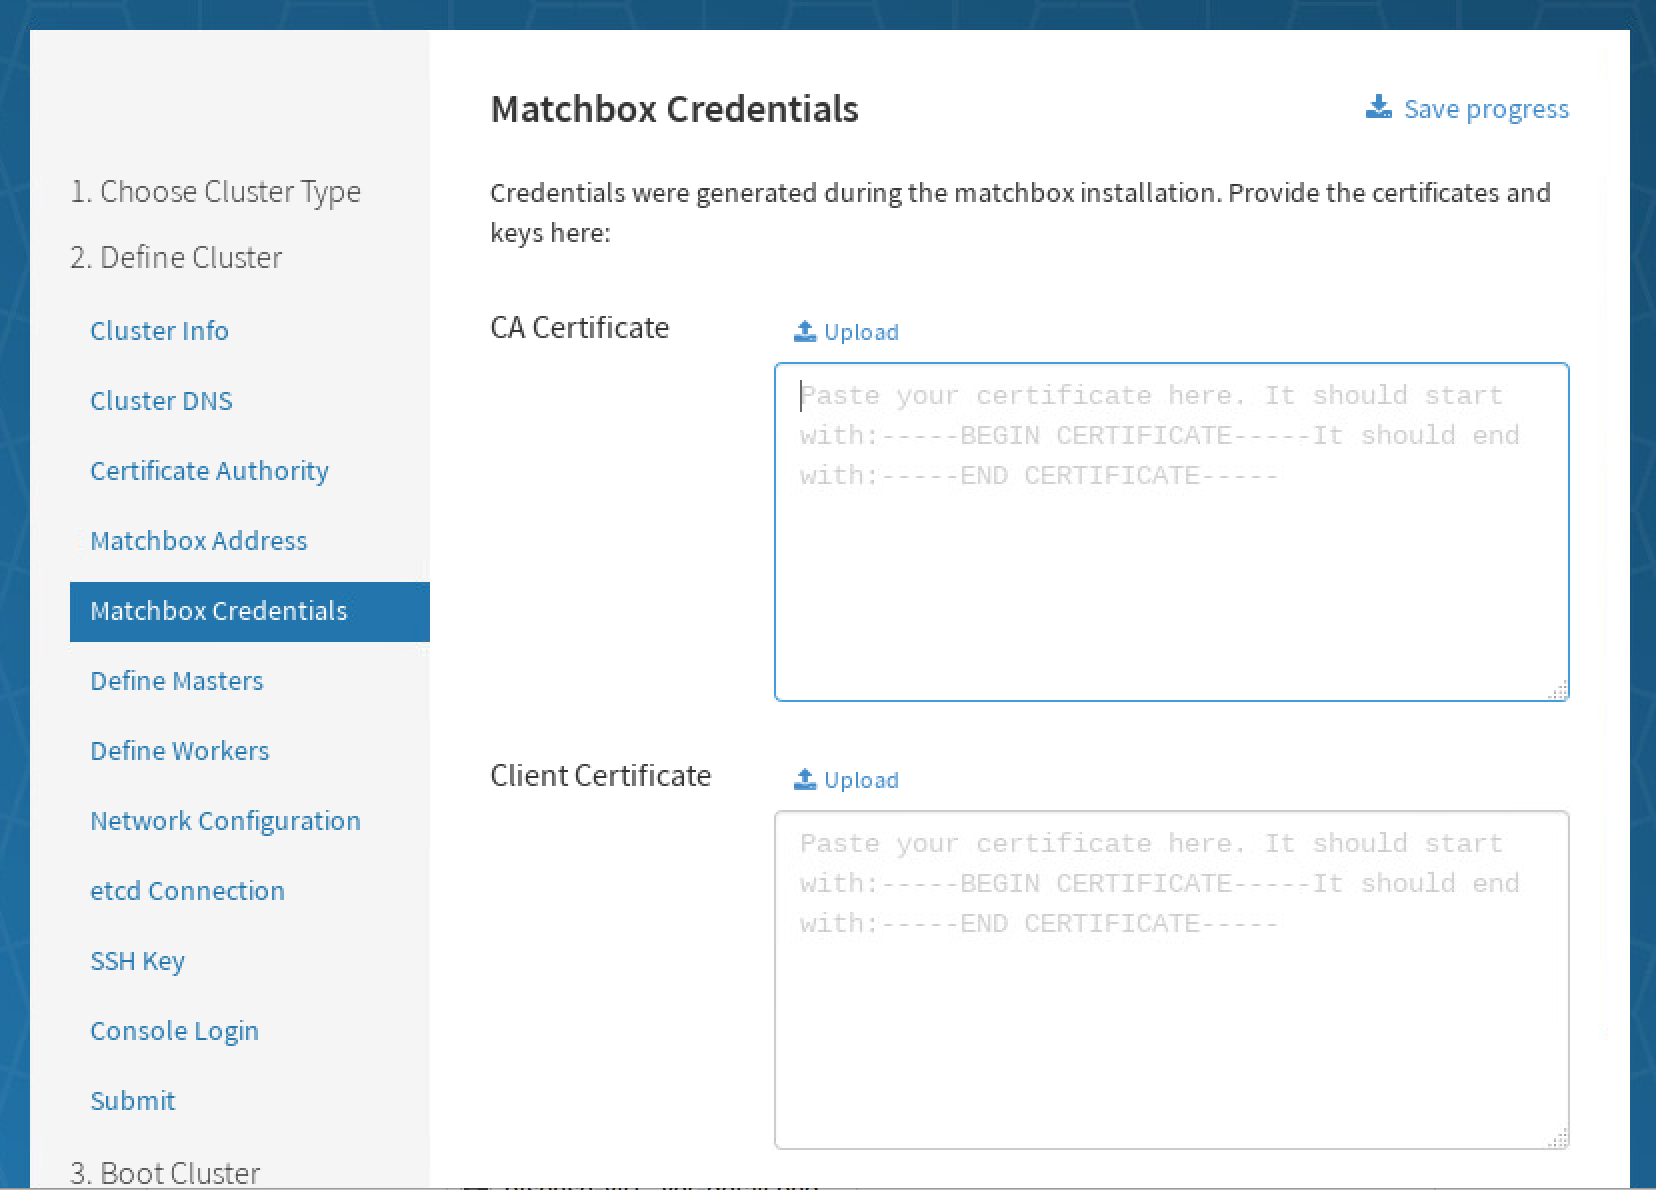 Matchbox Credentials
Save progress
1. Choose Cluster Type
2. Define Cluster
Cluster Info
Cluster DNS
Certificate Authority
Matchbox Address
Matchbox Credentials
Define Masters
Define Workers
Network Configuration
etcd Connection
SSH Key
Console Login
Submit
3. Boot Cluster
Credentials were generated during the matchbox installation. Provide the certificates and
keys here:
CA Certificate
Upload
Paste your certificate here. It should start
with:-----BEGIN CERTIFICATE-----It should end
with:-----END CERTIFICATE-----
Client Certificate
Upload
Paste your certificate here. It should start
with:-----BEGIN CERTIFICATE-----It should end
with:-----END CERTIFICATE-----